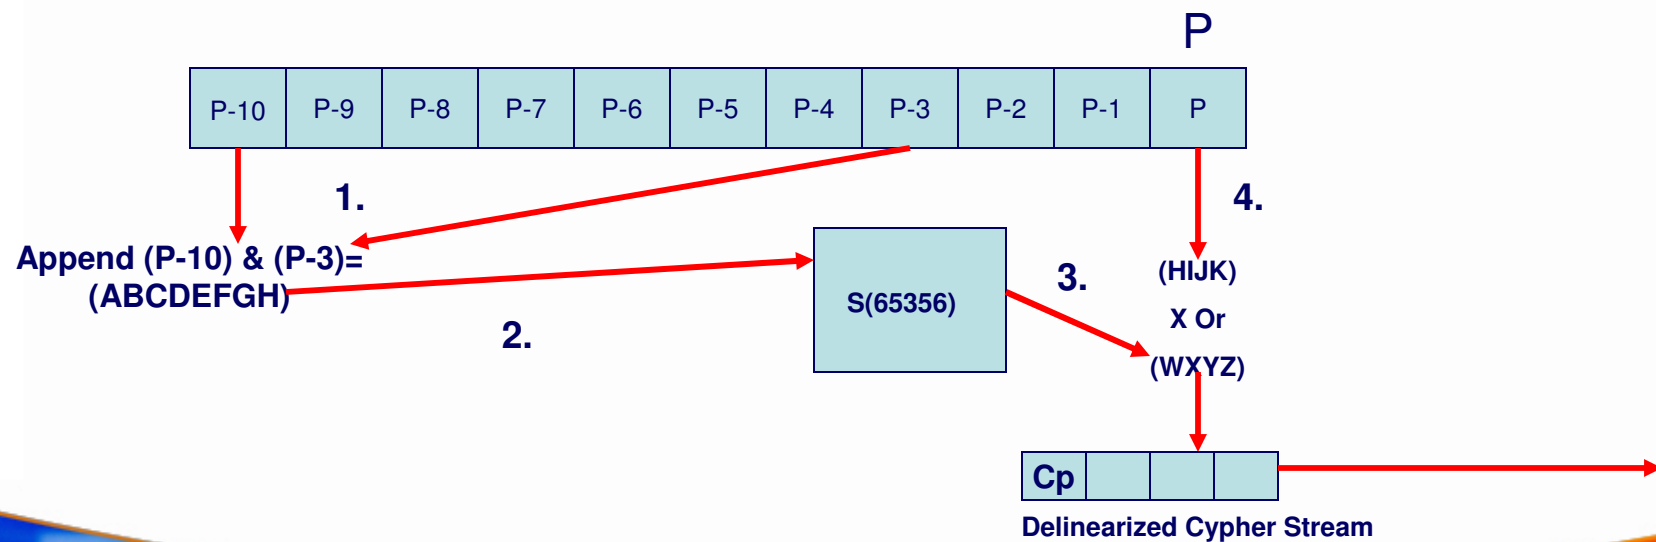 P
P-10 P-9 P-8 P-7 P-6 P-5 P-4 P-3 P-2 P-1 P
1.
4.
Append (P-10) & (P-3)=
(ABCDEFGH)
2.
S(65356)
3.
(HIJK)
X Or
(WXYZ)
Cp
Delinearized Cypher Stream